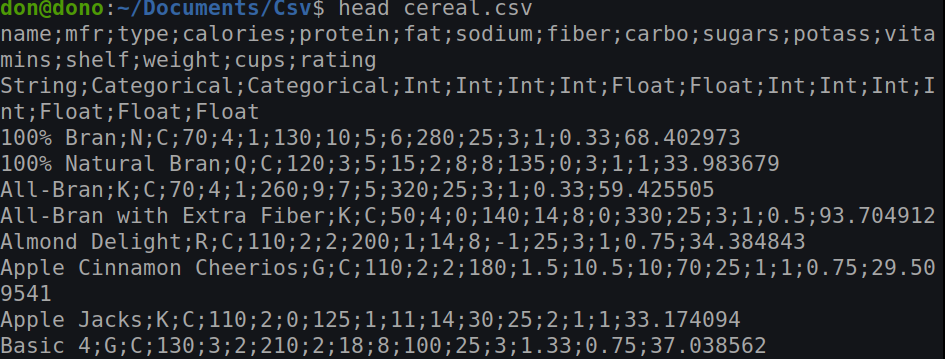 don@dono:~/Documents/Csv$ head cereal.csv
name;mfr;type;calories;protein;fat;sodium;fiber;carbo;sugars;potass;vita
mins;shelf;weight;cups;rating
String;Categorical;Categorical;Int;Int;Int;Int;Float;Float;Int;Int;Int;I
nt;Float;Float;Float
100% Bran;N;C;70;4;1;130;10;5;6;280;25;3;1;0.33;68.402973
100% Natural Bran;Q;C;120;3;5;15;2;8;8;135;0;3;1;1;33.983679
All-Bran;K;C;70;4;1;260;9;7;5;320;25;3;1;0.33;59.425505
All-Bran with Extra Fiber;K;C;50;4;0;140;14;8;0;330;25;3;1;0.5;93.704912
Almond Delight;R;C;110;2;2;200;1;14;8;-1;25;3;1;0.75;34.384843
Apple Cinnamon Cheerios;G;C;110;2;2;180;1.5;10.5;10;70;25;1;1;0.75;29.50
9541
Apple Jacks;K;C;110;2;0;125;1;11;14;30;25;2;1;1;33.174094
Basic 4;G;C;130;3;2;210;2;18;8;100;25;3;1.33;0.75;37.038562